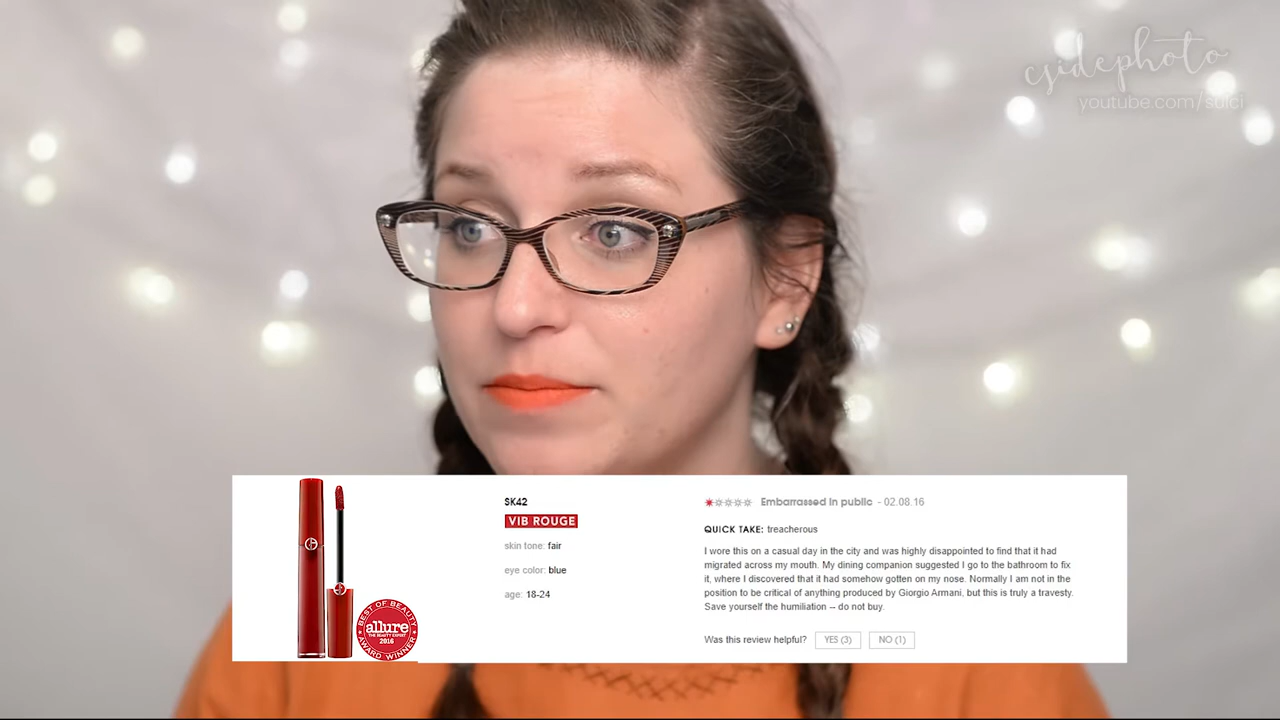 csidephoto
youtube.com/sulci
SK42
VIB ROUGE
skin tone: fair
eye color: blue
age: 18-24
Embarrassed in public - 02.08.16
QUICK TAKE: treacherous
I wore this on a casual day in the city and was highly disappointed to find that it had
migrated across my mouth. My dining companion suggested I go to the bathroom to fix
it, where I discovered that it had somehow gotten on my nose. Normally I am not in the
position to be critical of anything produced by Giorgio Armani, but this is truly a travesty.
Save yourself the humiliation -- do not buy.
Was this review helpful? YES (3) NO (1)
BEST OF BEAUTY
allure
THE BEAUTY EXPERT
2016
AWARD WINNER